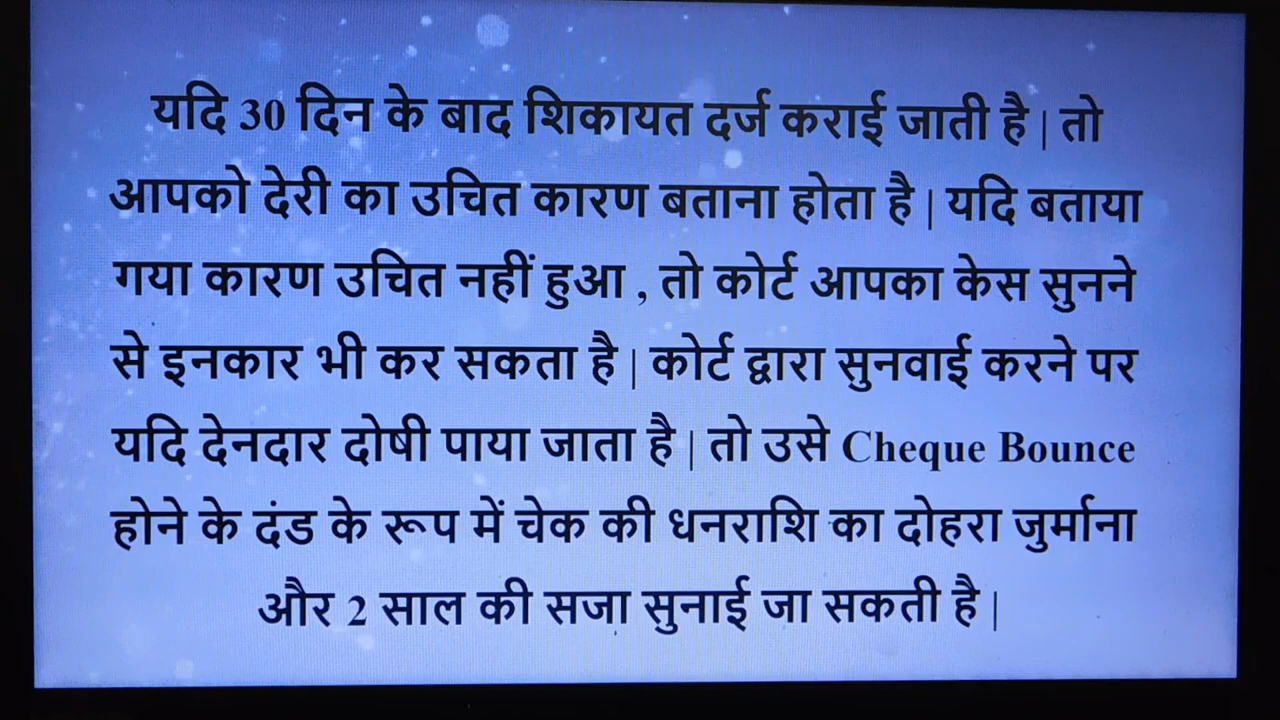 यदि 30 दिन के बाद शिकायत दर्ज कराई जाती है | तो
आपको देरी का उचित कारण बताना होता है | यदि बताया
गया कारण उचित नहीं हुआ , तो कोर्ट आपका केस सुनने
से इनकार भी कर सकता है | कोर्ट द्वारा सुनवाई करने पर
यदि देनदार दोषी पाया जाता है | तो उसे Cheque Bounce
होने के दंड के रूप में चेक की धनराशि का दोहरा जुर्माना
और 2 साल की सजा सुनाई जा सकती है |